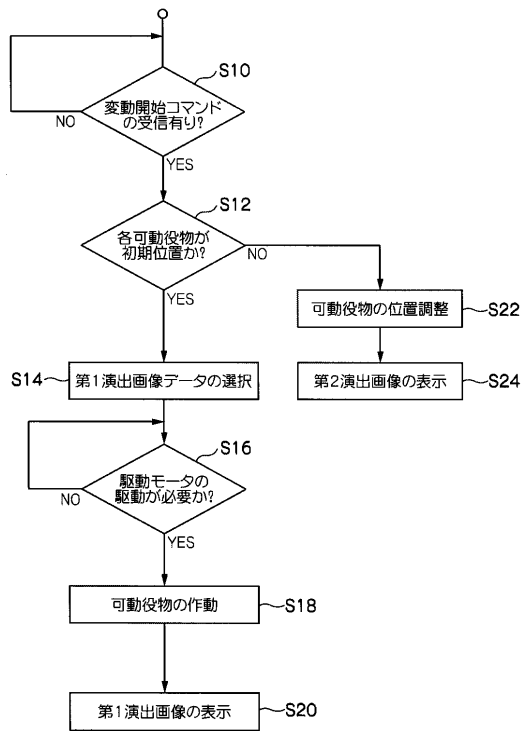 S10
変動開始コマンド
の受信有り?
NO
YES
S12
各可動役物が
初期位置か?
NO
YES
可動役物の位置調整
S22
S14
第1演出画像データの選択
第2演出画像の表示
S24
S16
駆動モータの
駆動が必要か?
NO
YES
可動役物の作動
S18
第1演出画像の表示
S20